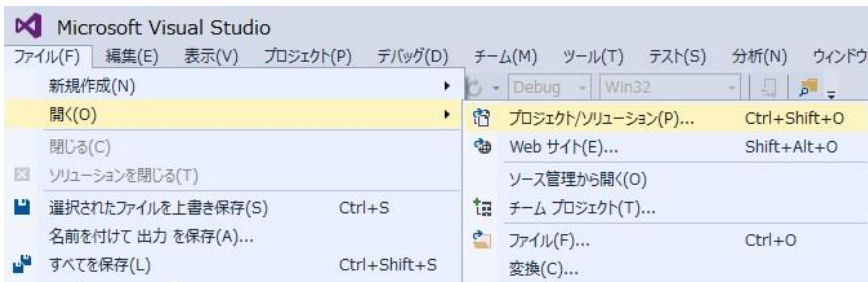 Microsoft Visual Studio
ファイル(F) 編集(E) 表示(V) プロジェクト(P) デバッグ(D) チーム(M) ツール(T) テスト(S) 分析(N) ウィンドウ
新規作成(N)
Debug Win32
開く(O)
プロジェクト/ソリューション(P)... Ctrl+Shift+O
閉じる(C)
Web サイト(E)... Shift+Alt+O
ソリューションを閉じる(T)
ソース管理から開く(O)
選択されたファイルを上書き保存(S) Ctrl+S
チーム プロジェクト(T)...
名前を付けて 出力 を保存(A)...
ファイル(F)... Ctrl+O
すべてを保存(L) Ctrl+Shift+S
変換(C)...